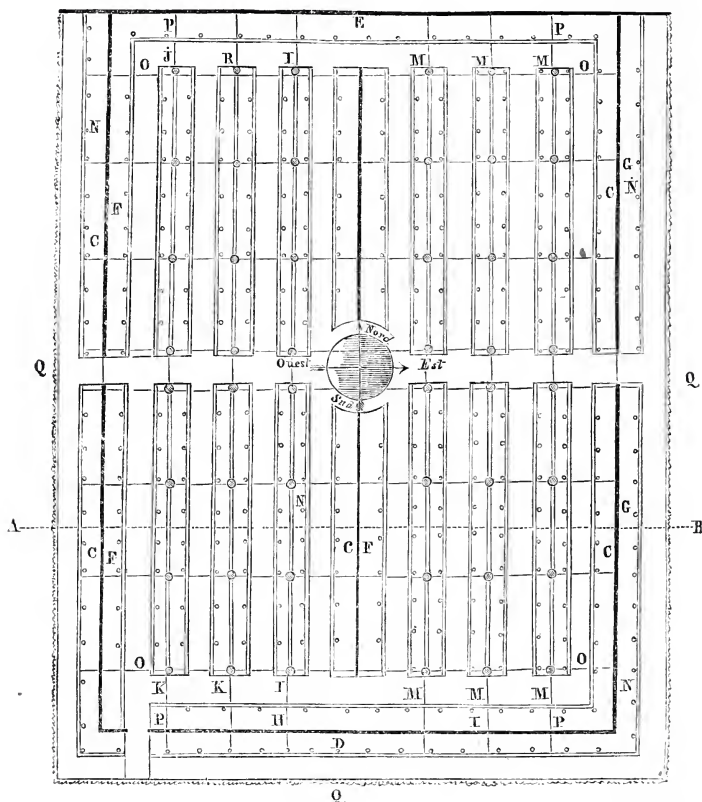 P E P
O j R I M M M O
N G
Ṅ
F C
C
Nord
Q Ouest Est Q
Sud
N G
A B
C F C F C
O O
K K I M M M N
P H I P
D
Q